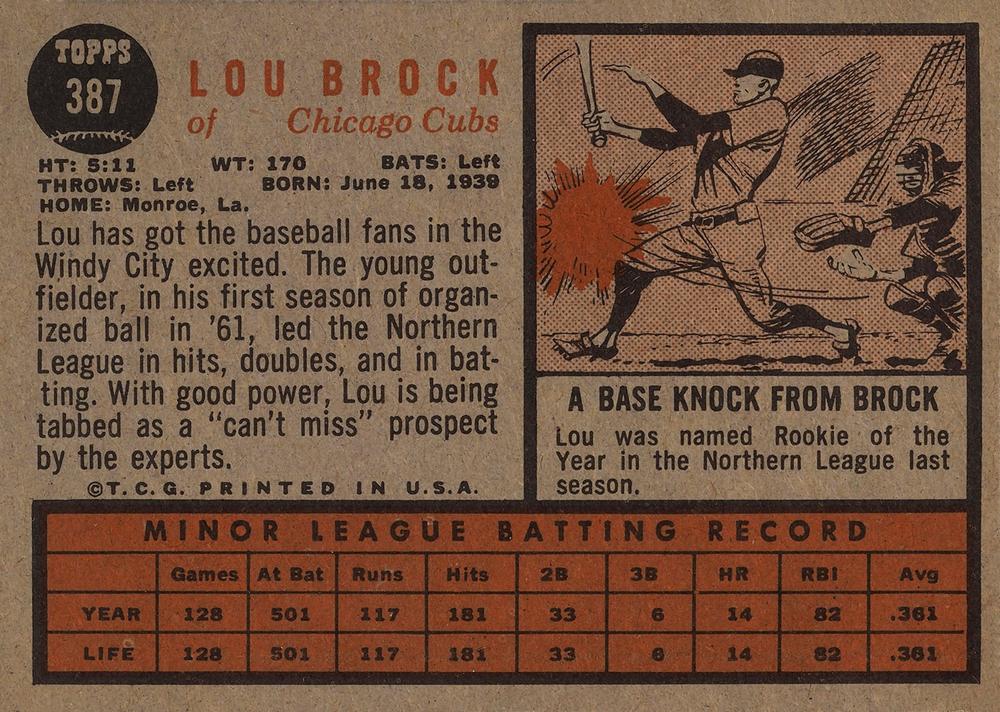 TOPPS
387
LOU BROCK
of Chicago Cubs
HT: 5:11 WT: 170 BATS: Left
THROWS: Left BORN: June 18, 1939
HOME: Monroe, La.
Lou has got the baseball fans in the
Windy City excited. The young out-
fielder, in his first season of organ-
ized ball in '61, led the Northern
League in hits, doubles, and in bat-
ting. With good power, Lou is being
tabbed as a "can't miss" prospect
by the experts.
©T.C.G. PRINTED IN U.S.A.
A BASE KNOCK FROM BROCK
Lou was named Rookie of the
Year in the Northern League last
season.
MINOR LEAGUE BATTING RECORD
Games At Bat Runs Hits 2B 3B HR RBI Avg
YEAR 128 501 117 181 33 6 14 82 .361
LIFE 128 501 117 181 33 6 14 82 .361